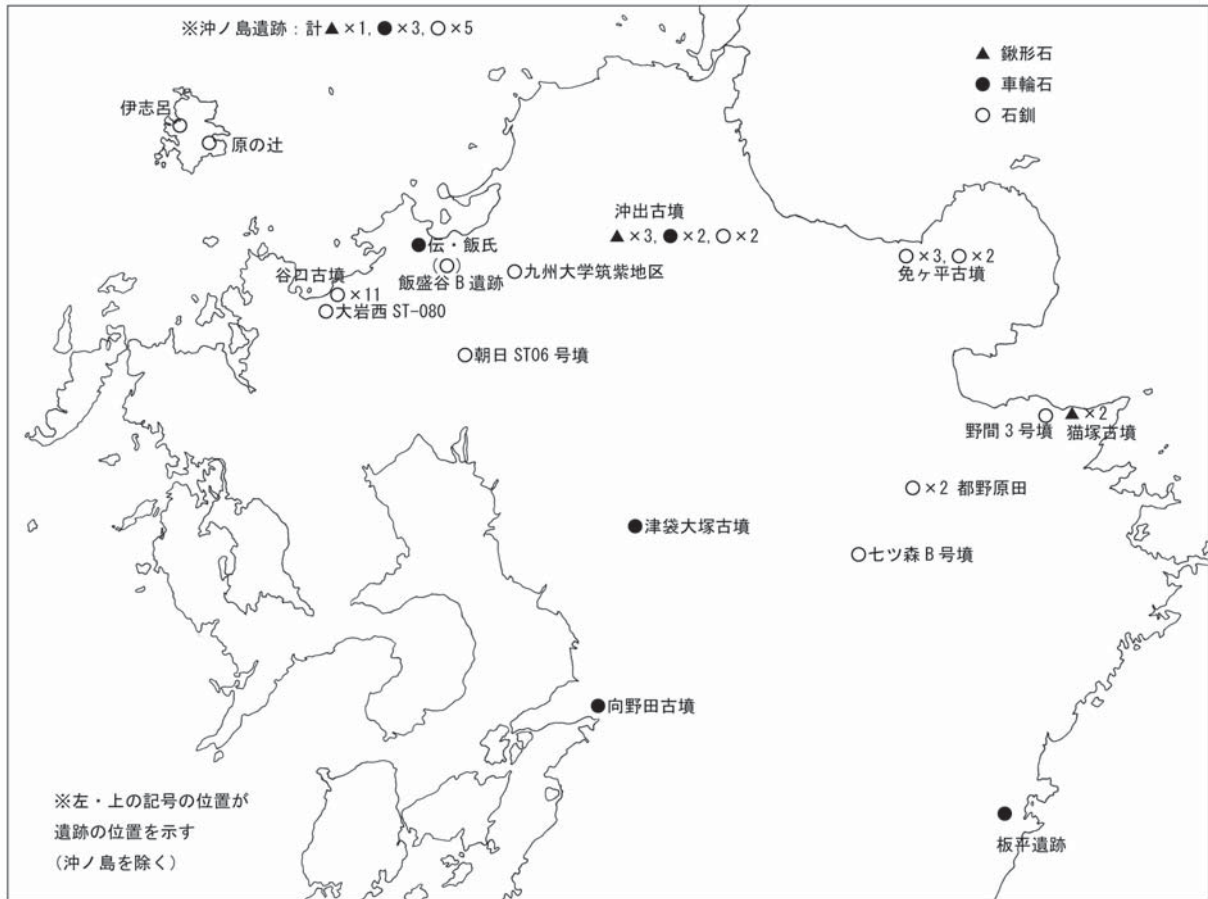 ※沖ノ島遺跡：計▲×1, ●×3, ○×5
▲ 鍬形石
● 車輪石
○ 石釧
伊志呂
原の辻
沖出古墳
▲×3, ●×2, ○×2
伝・飯氏
(○)
飯盛谷 B 遺跡
九州大学筑紫地区
谷口古墳
○×11
大岩西 ST-080
○×3, ○×2
免ヶ平古墳
朝日 ST06 号墳
▲×2
野間 3 号墳
猫塚古墳
○×2 都野原田
津袋大塚古墳
七ツ森 B 号墳
向野田古墳
※左・上の記号の位置が
遺跡の位置を示す
(沖ノ島を除く)
板平遺跡